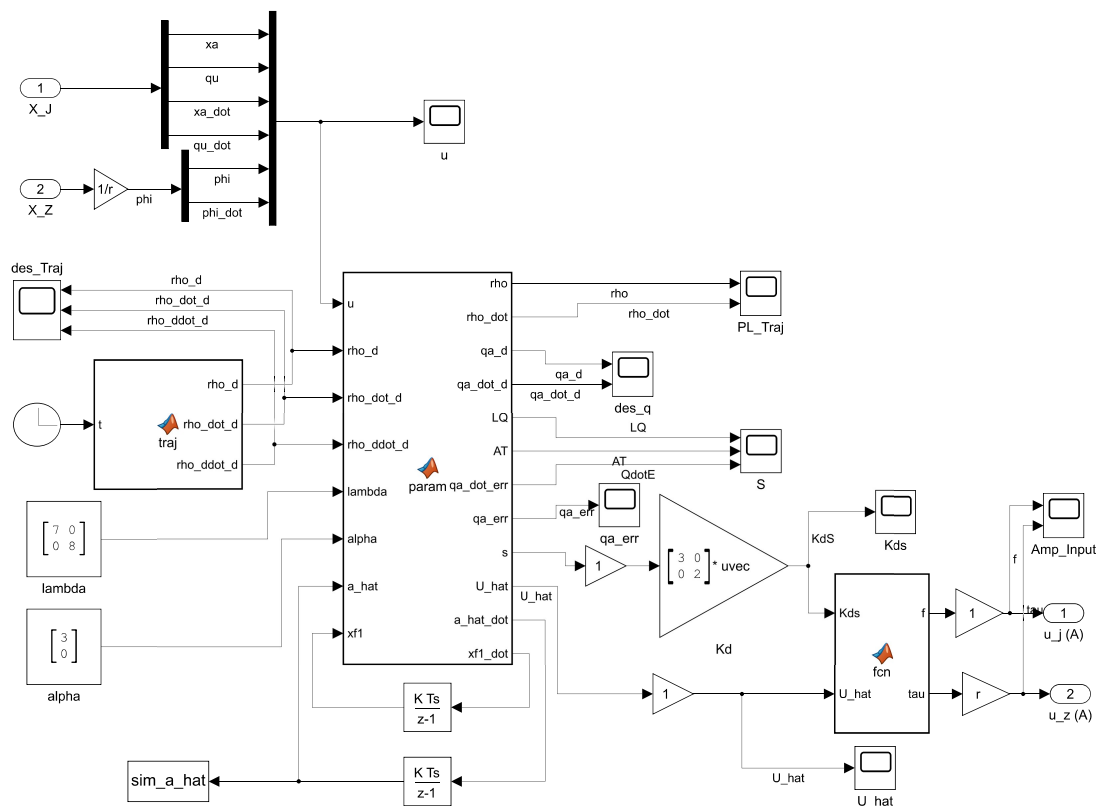 1
X_J
xa
qu
xa_dot
qu_dot
u
2
X_Z
1/r
phi
phi
phi_dot
des_Traj
rho_d
rho_dot_d
rho_ddot_d
t
traj
rho_d
rho_dot_d
rho_ddot_d
7 0
0 8
lambda
3
0
alpha
u
rho_d
rho_dot_d
rho_ddot_d
lambda
alpha
a_hat
xf1
param
rho
rho_dot
qa_d
qa_dot_d
LQ
AT
qa_dot_err
qa_err
s
U_hat
a_hat_dot
xf1_dot
rho
rho_dot
PL_Traj
qa_d
qa_dot_d
des_q
LQ
AT
QdotE
S
qa_err
qa_err
1
3 0
0 2
* uvec
Kd
KdS
Kds
U_hat
1
Kds
U_hat
fcn
f
tau
1
r
f
tau
Amp_Input
1
u_j (A)
2
u_z (A)
U_hat
U_hat
K Ts
z-1
K Ts
z-1
sim_a_hat